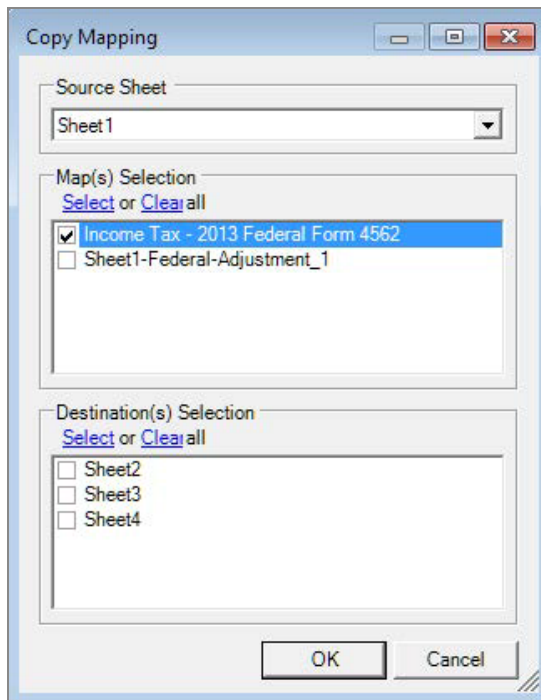 Copy Mapping
Source Sheet
Sheet1
Map(s) Selection
Select or Clear all
Income Tax - 2013 Federal Form 4562
Sheet1-Federal-Adjustment_1
Destination(s) Selection
Select or Clear all
Sheet2
Sheet3
Sheet4
OK Cancel